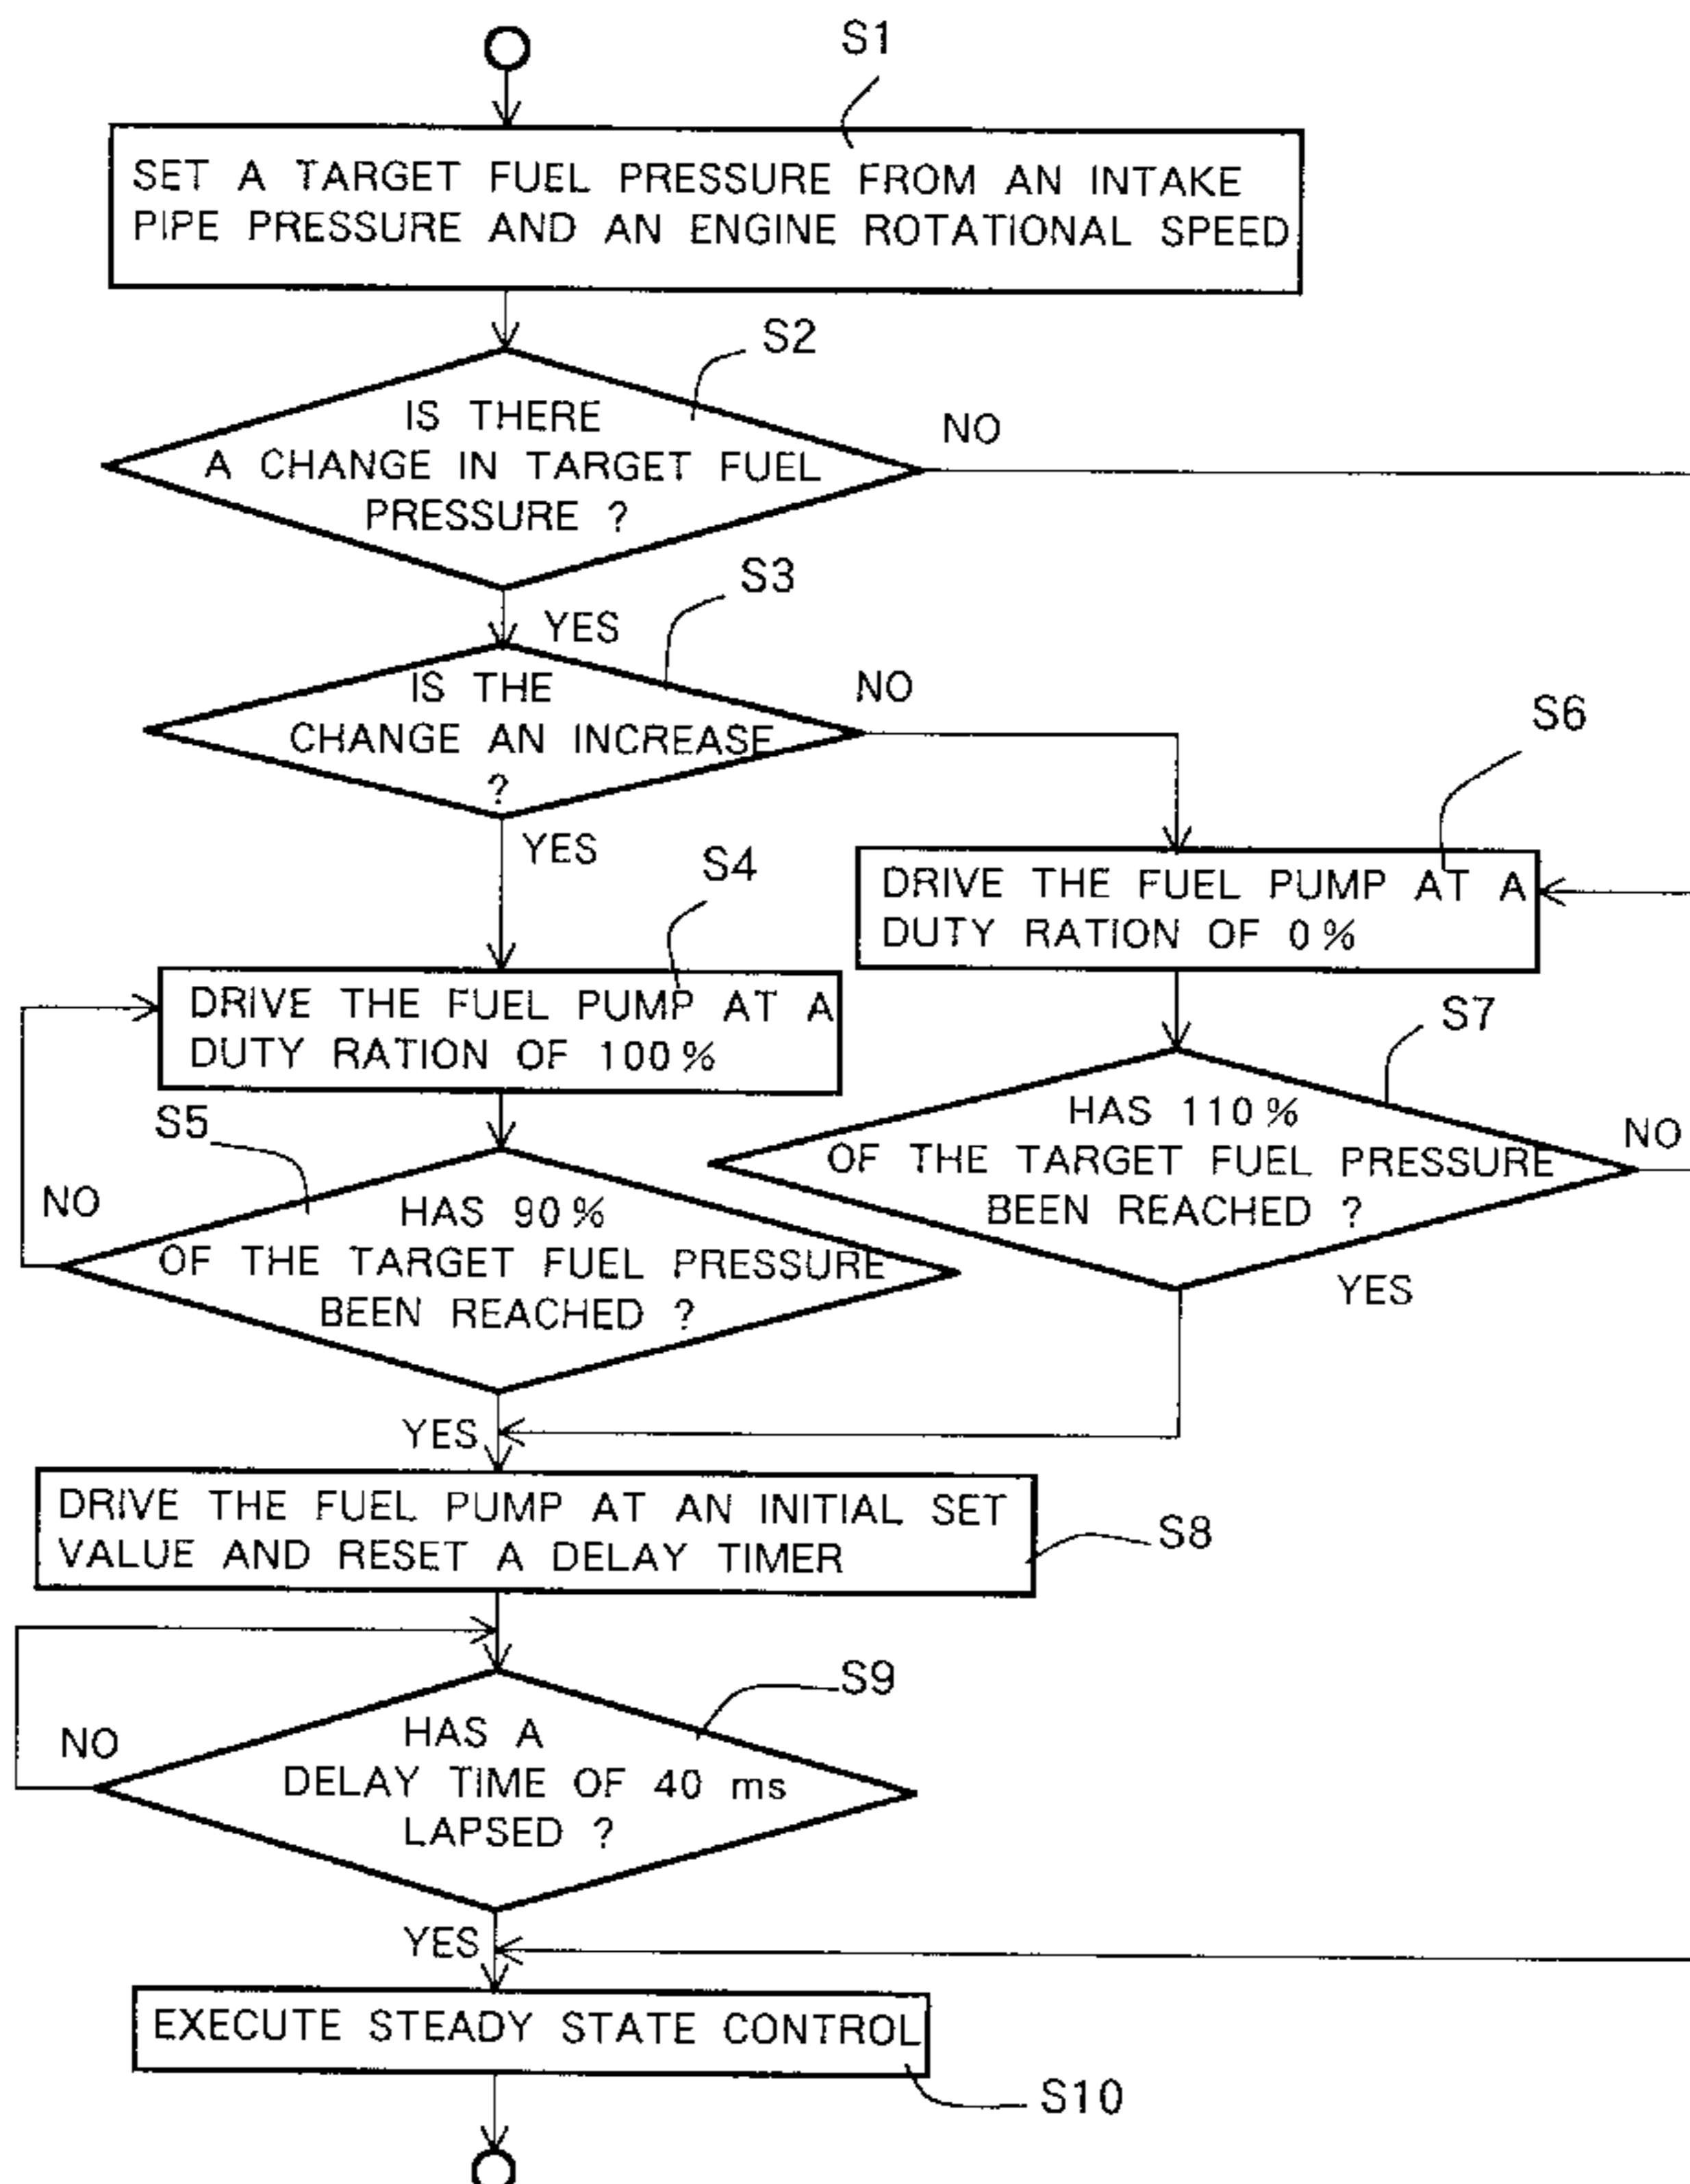 S1
SET A TARGET FUEL PRESSURE FROM AN INTAKE
PIPE PRESSURE AND AN ENGINE ROTATIONAL SPEED
S2
IS THERE
A CHANGE IN TARGET FUEL
PRESSURE ?
NO
S3
YES
IS THE
CHANGE AN INCREASE
?
NO
YES
S6
DRIVE THE FUEL PUMP AT A
DUTY RATION OF 0%
S4
DRIVE THE FUEL PUMP AT A
DUTY RATION OF 100%
S7
HAS 110%
OF THE TARGET FUEL PRESSURE
BEEN REACHED ?
NO
YES
S5
NO
HAS 90%
OF THE TARGET FUEL PRESSURE
BEEN REACHED ?
YES
DRIVE THE FUEL PUMP AT AN INITIAL SET
VALUE AND RESET A DELAY TIMER
S8
S9
NO
HAS A
DELAY TIME OF 40 ms
LAPSED ?
YES
EXECUTE STEADY STATE CONTROL
S10